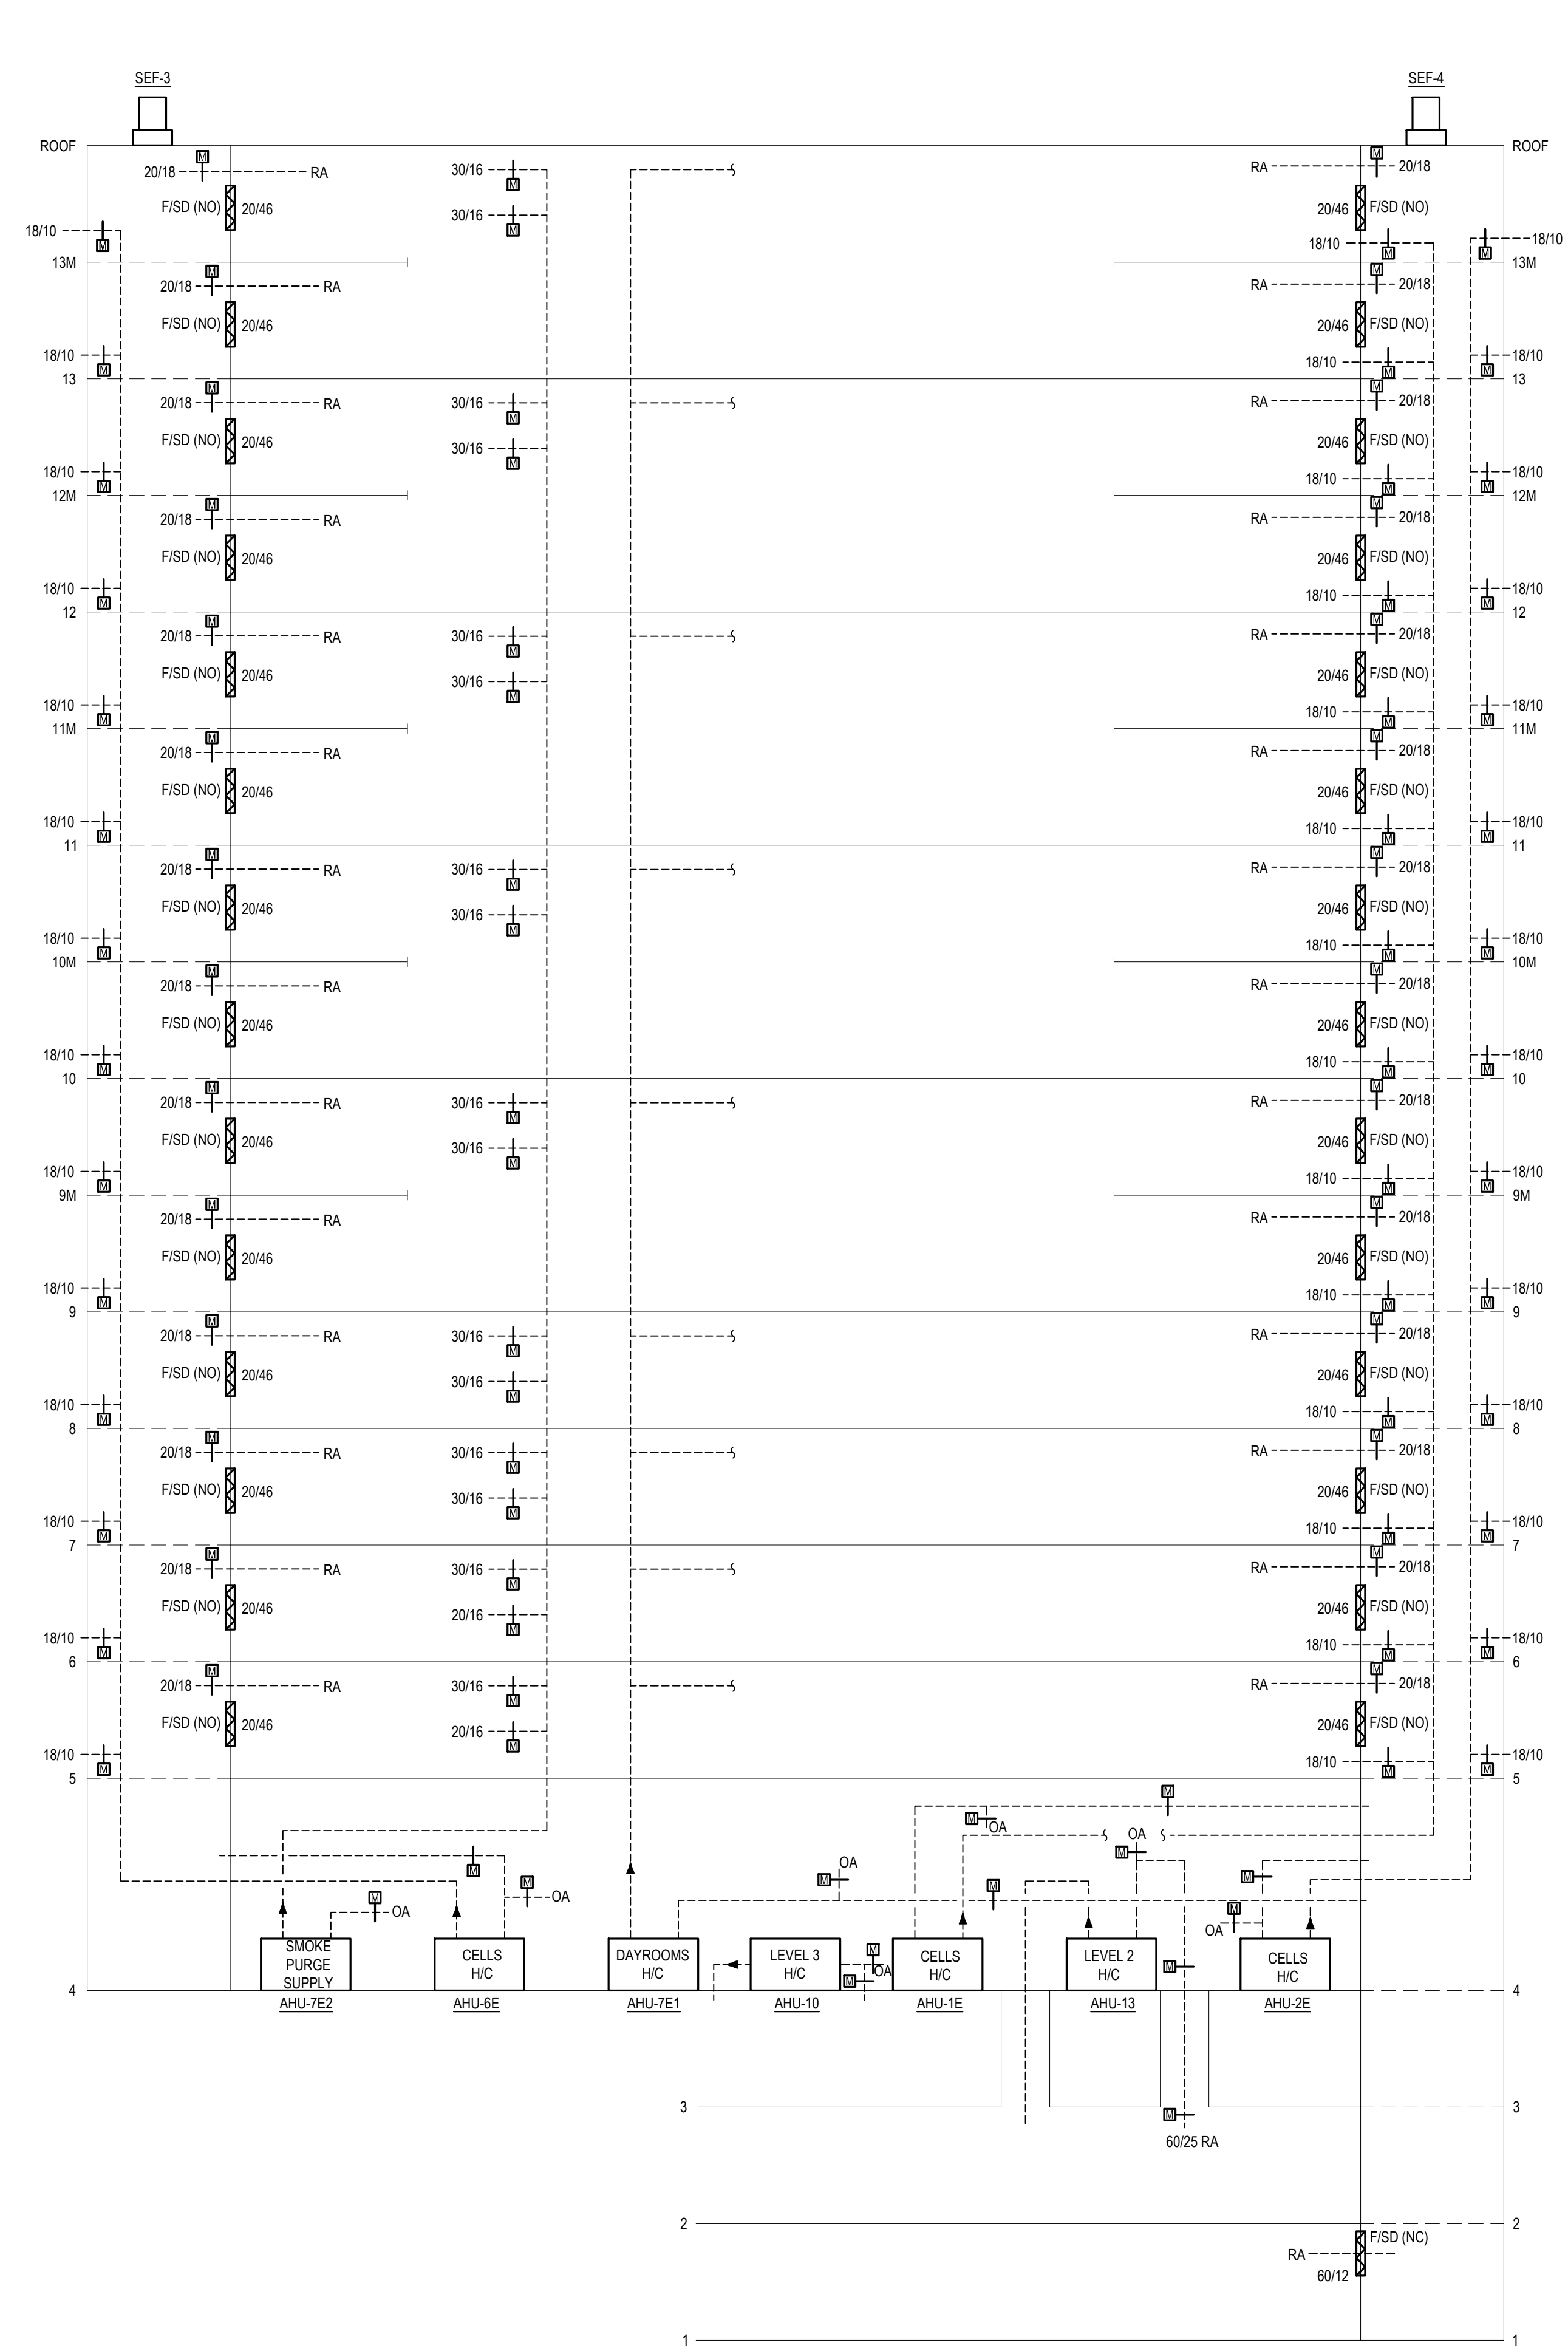 SEF-3 SEF-4
ROOF ROOF
M M
20/18 RA 30/16 RA 20/18
M
F/SD (NO) 20/46 30/16 20/46 F/SD (NO)
M
18/10 18/10 18/10
M M M
13M 13M
M M
20/18 RA RA 20/18
F/SD (NO) 20/46 20/46 F/SD (NO)
18/10 18/10 18/10
M M M
13 13
M M
20/18 RA 30/16 RA 20/18
M
F/SD (NO) 20/46 30/16 20/46 F/SD (NO)
M
18/10 18/10 18/10
M M M
12M 12M
M M
20/18 RA RA 20/18
F/SD (NO) 20/46 20/46 F/SD (NO)
18/10 18/10 18/10
M M M
12 12
M M
20/18 RA 30/16 RA 20/18
M
F/SD (NO) 20/46 30/16 20/46 F/SD (NO)
M
18/10 18/10 18/10
M M M
11M 11M
M M
20/18 RA RA 20/18
F/SD (NO) 20/46 20/46 F/SD (NO)
18/10 18/10 18/10
M M M
11 11
M M
20/18 RA 30/16 RA 20/18
M
F/SD (NO) 20/46 30/16 20/46 F/SD (NO)
M
18/10 18/10 18/10
M M M
10M 10M
M M
20/18 RA RA 20/18
F/SD (NO) 20/46 20/46 F/SD (NO)
18/10 18/10 18/10
M M M
10 10
M M
20/18 RA 30/16 RA 20/18
M
F/SD (NO) 20/46 30/16 20/46 F/SD (NO)
M
18/10 18/10 18/10
M M M
9M 9M
M M
20/18 RA RA 20/18
F/SD (NO) 20/46 20/46 F/SD (NO)
18/10 18/10 18/10
M M M
9 9
M M
20/18 RA 30/16 RA 20/18
M
F/SD (NO) 20/46 30/16 20/46 F/SD (NO)
M
18/10 18/10 18/10
M M M
8 8
M M
20/18 RA 30/16 RA 20/18
M
F/SD (NO) 20/46 30/16 20/46 F/SD (NO)
M
18/10 18/10 18/10
M M M
7 7
M M
20/18 RA 30/16 RA 20/18
M
F/SD (NO) 20/46 20/16 20/46 F/SD (NO)
M
18/10 18/10 18/10
M M M
6 6
M M
20/18 RA 30/16 RA 20/18
M
F/SD (NO) 20/46 20/16 20/46 F/SD (NO)
M
18/10 18/10 18/10
M M M
5 5
M
M OA
OA
M
OA
M
M M M
M OA
M
M OA
M
OA
SMOKE
PURGE
SUPPLY
CELLS
H/C
DAYROOMS
H/C
LEVEL 3
H/C
M
M OA
CELLS
H/C
LEVEL 2
H/C
M
CELLS
H/C
4 4
AHU-7E2 AHU-6E AHU-7E1 AHU-10 AHU-1E AHU-13 AHU-2E
3 3
M
60/25 RA
2 2
F/SD (NC)
RA
60/12
1 1